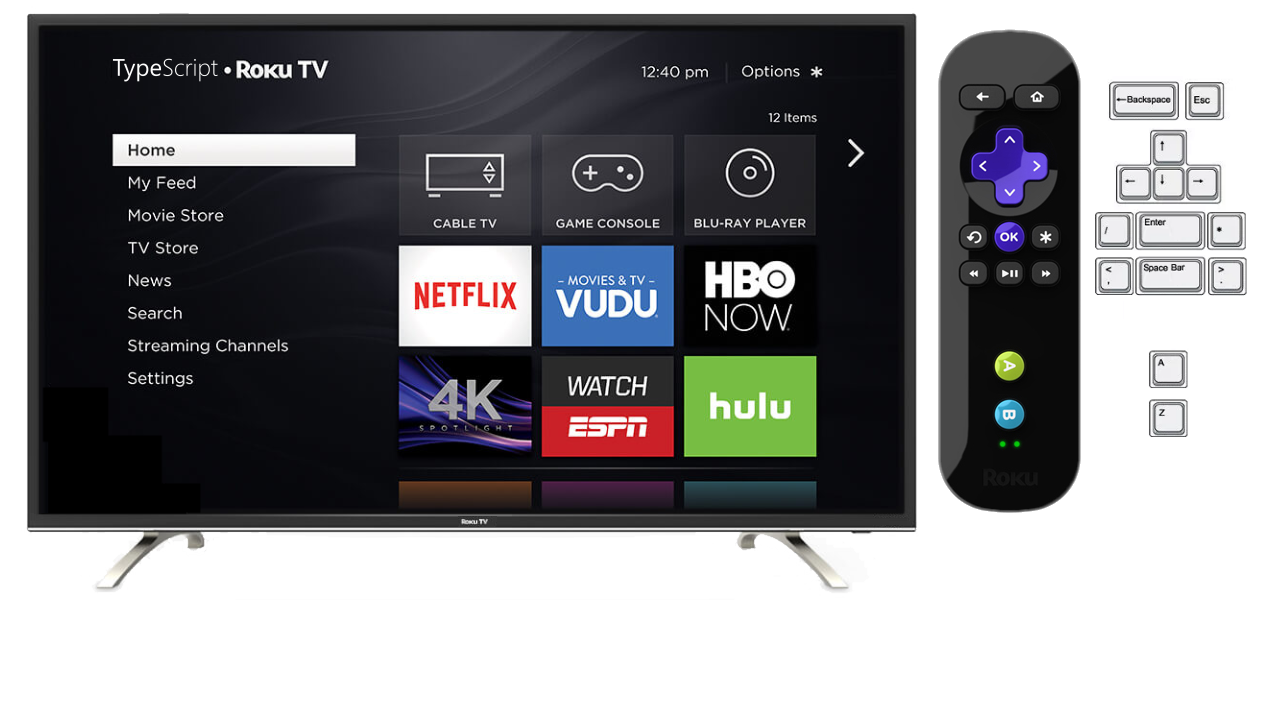 TypeScript • Roku TV
12:40 pm
Options *
12 Items
Home
My Feed
Movie Store
TV Store
News
Search
Streaming Channels
Settings
CABLE TV
GAME CONSOLE
BLU-RAY PLAYER
NETFLIX
– MOVIES & TV –
VUDU
HBO
NOW
4K
SPOTLIGHT
WATCH
ESPN
hulu
Roku TV
OK
*
A
B
Roku
←Backspace
Esc
↑
←
↓
→
/
Enter
*
<
,
Space Bar
>
.
A
Z